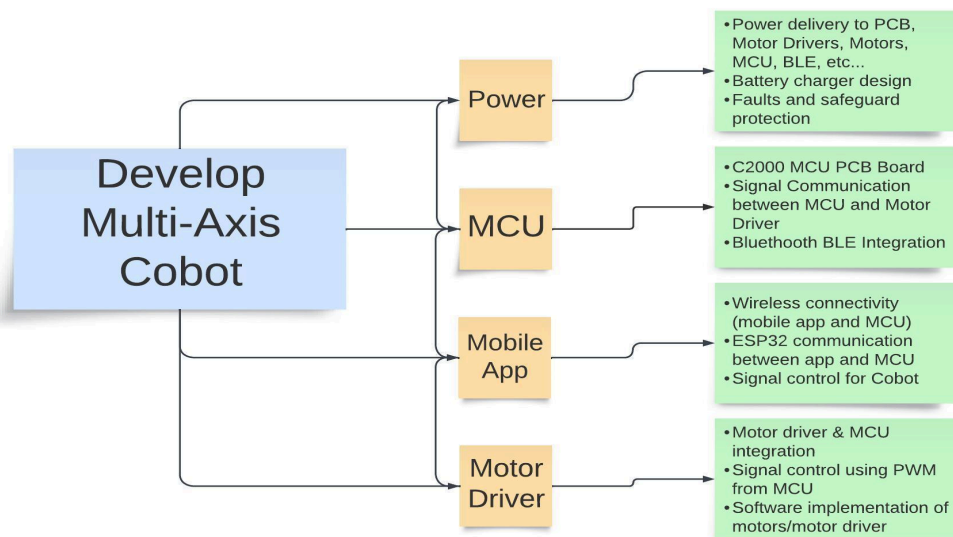 Develop
Multi-Axis
Cobot
Power
MCU
Mobile
App
Motor
Driver
•Power delivery to PCB,
Motor Drivers, Motors,
MCU, BLE, etc...
•Battery charger design
•Faults and safeguard
protection
•C2000 MCU PCB Board
•Signal Communication
between MCU and Motor
Driver
•Bluethooth BLE Integration
•Wireless connectivity
(mobile app and MCU)
•ESP32 communication
between app and MCU
•Signal control for Cobot
•Motor driver & MCU
integration
•Signal control using PWM
from MCU
•Software implementation of
motors/motor driver